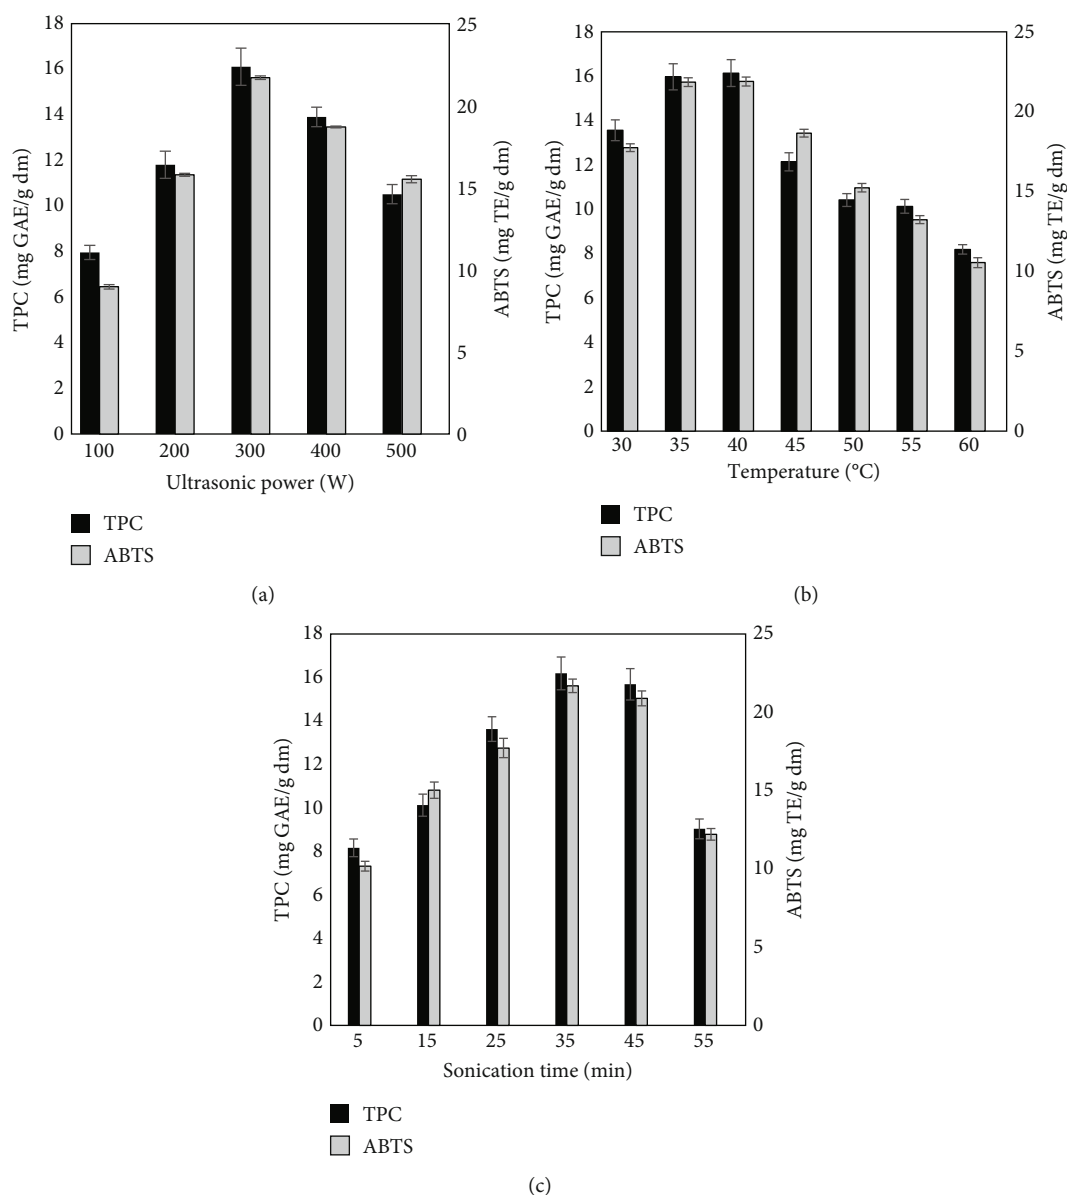 18
16
14
12
10
8
6
4
2
0
TPC (mg GAE/g dm)
25
20
15
10
5
0
ABTS (mg TE/g dm)
100 200 300 400 500
Ultrasonic power (W)
TPC
ABTS
(a)
18
16
14
12
10
8
6
4
2
0
TPC (mg GAE/g dm)
25
20
15
10
5
0
ABTS (mg TE/g dm)
30 35 40 45 50 55 60
Temperature (°C)
TPC
ABTS
(b)
18
16
14
12
10
8
6
4
2
0
TPC (mg GAE/g dm)
25
20
15
10
5
0
ABTS (mg TE/g dm)
5 15 25 35 45 55
Sonication time (min)
TPC
ABTS
(c)